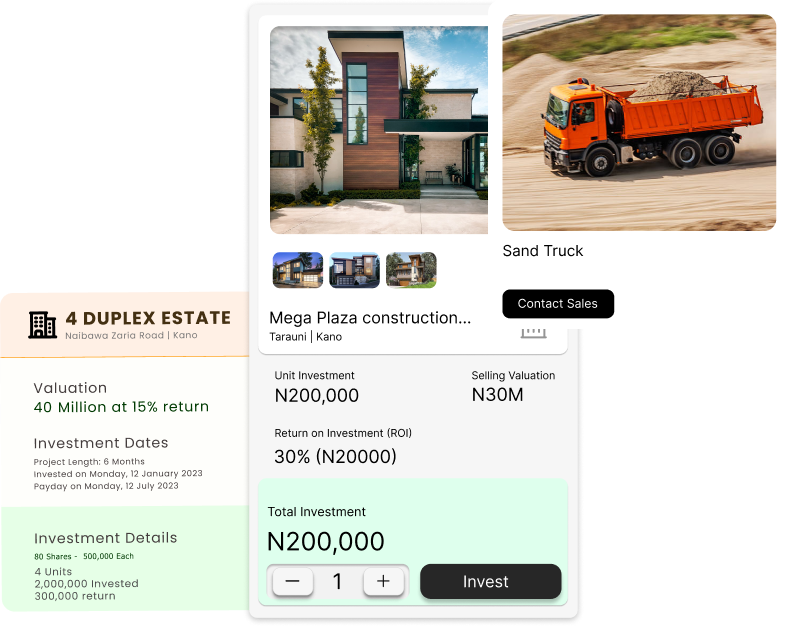 4 DUPLEX ESTATE
Naibawa Zaria Road | Kano
Valuation
40 Million at 15% return
Investment Dates
Project Length: 6 Months
Invested on Monday, 12 January 2023
Payday on Monday, 12 July 2023
Investment Details
80 Shares - 500,000 Each
4 Units
2,000,000 Invested
300,000 return
Mega Plaza construction...
Tarauni | Kano
Unit Investment
N200,000
Selling Valuation
N30M
Return on Investment (ROI)
30% (N20000)
Total Investment
N200,000
− 1 +
Invest
Sand Truck
Contact Sales